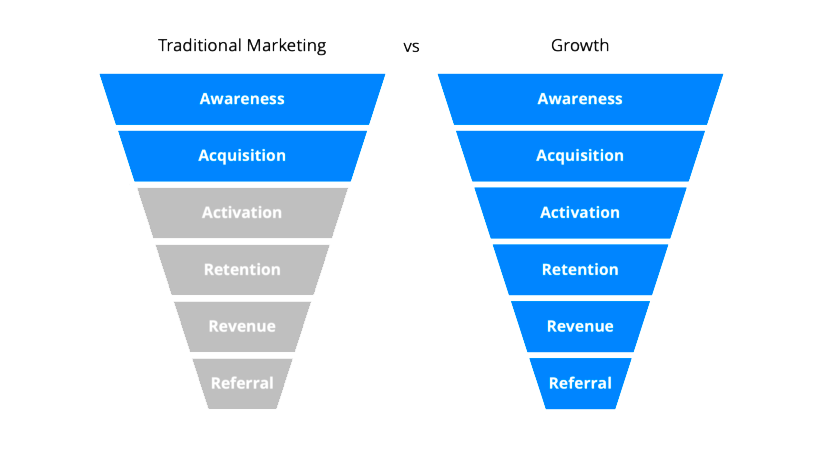 Traditional Marketing vs Growth
Awareness
Acquisition
Activation
Retention
Revenue
Referral
Awareness
Acquisition
Activation
Retention
Revenue
Referral